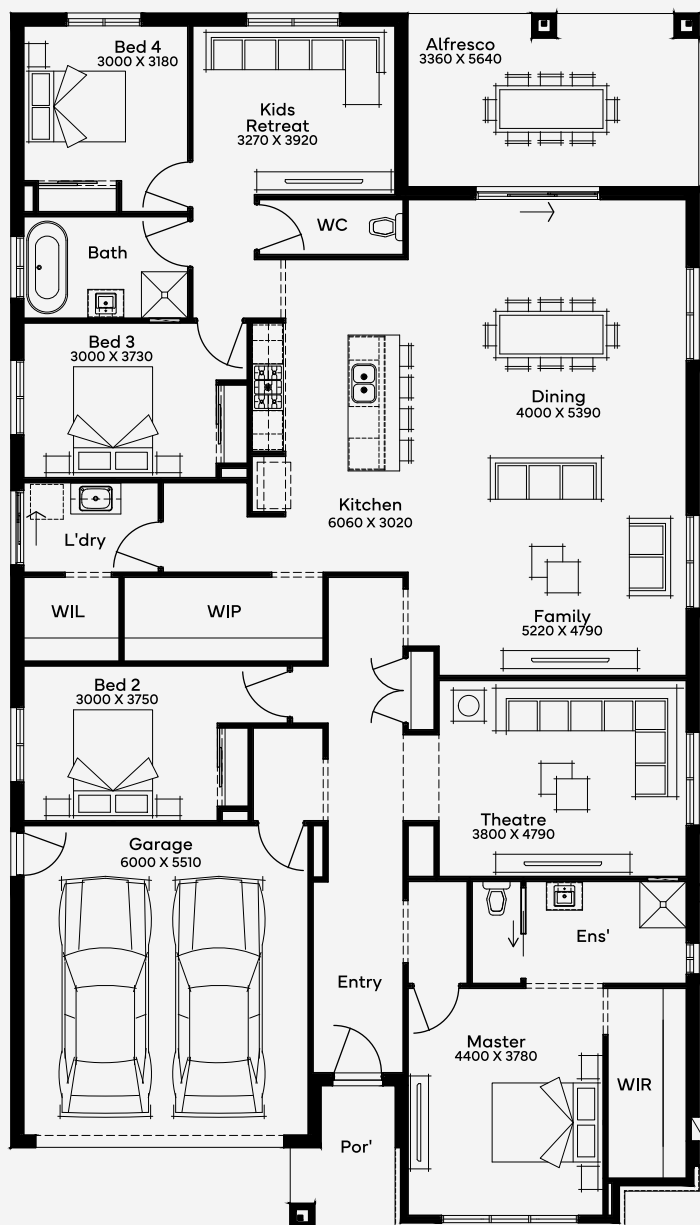 Bed 4
3000 X 3180
Kids
Retreat
3270 X 3920
Alfresco
3360 X 5640
WC
Bath
Bed 3
3000 X 3730
Dining
4000 X 5390
Kitchen
6060 X 3020
L'dry
WIL
WIP
Family
5220 X 4790
Bed 2
3000 X 3750
Theatre
3800 X 4790
Garage
6000 X 5510
Ens'
Entry
Master
4400 X 3780
WIR
Por'